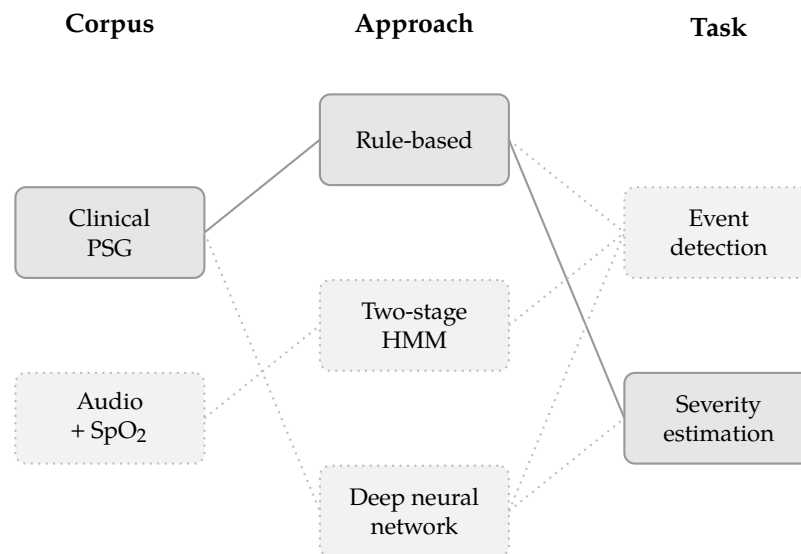 Corpus
Approach
Task
Rule-based
Clinical
PSG
Event
detection
Two-stage
HMM
Audio
+ SpO₂
Severity
estimation
Deep neural
network